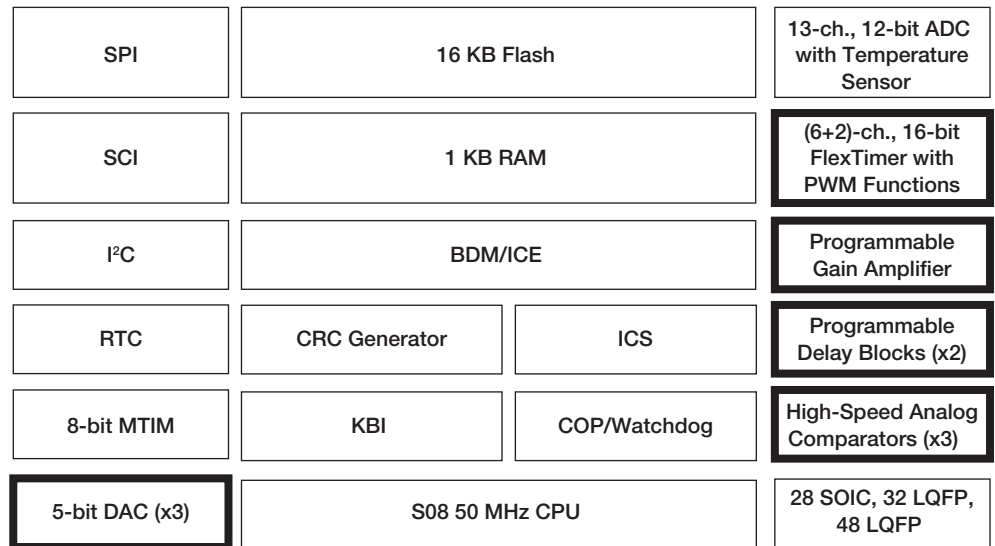 SPI
16 KB Flash
13-ch., 12-bit ADC
with Temperature
Sensor
SCI
1 KB RAM
(6+2)-ch., 16-bit
FlexTimer with
PWM Functions
I²C
BDM/ICE
Programmable
Gain Amplifier
RTC
CRC Generator
ICS
Programmable
Delay Blocks (x2)
8-bit MTIM
KBI
COP/Watchdog
High-Speed Analog
Comparators (x3)
5-bit DAC (x3)
S08 50 MHz CPU
28 SOIC, 32 LQFP,
48 LQFP